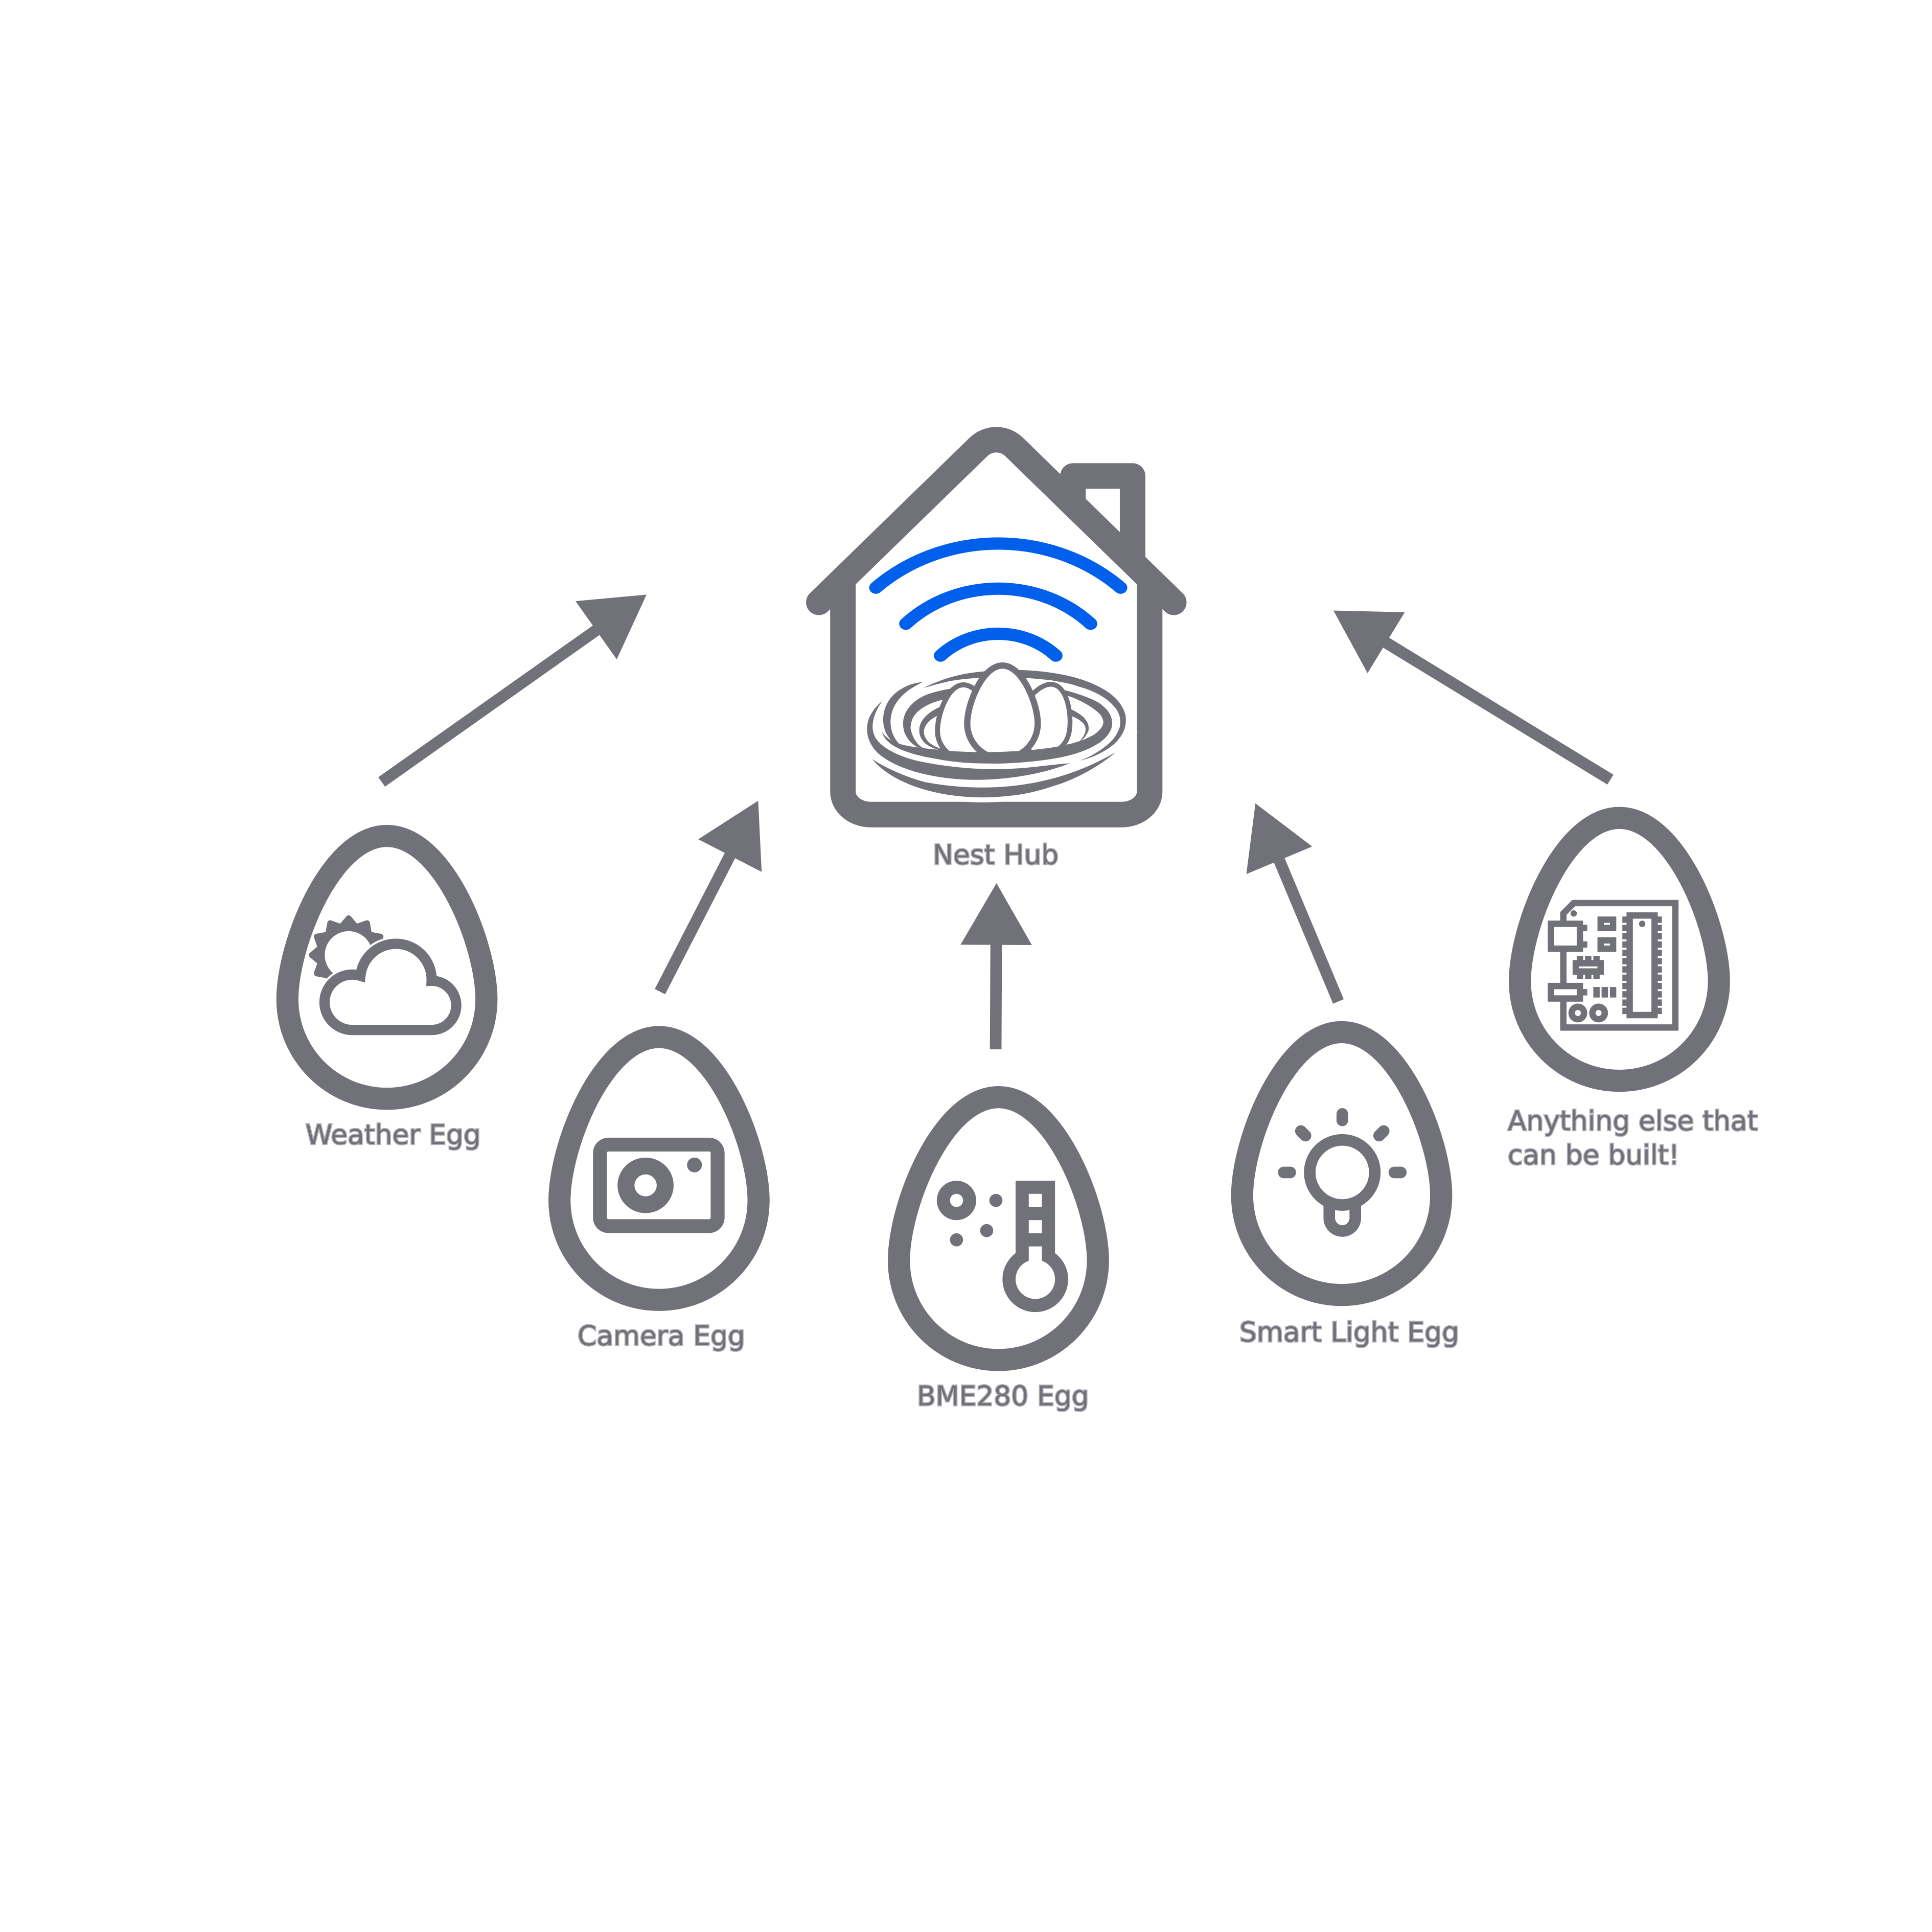 Nest Hub
Weather Egg
Camera Egg
BME280 Egg
Smart Light Egg
Anything else that
can be built!